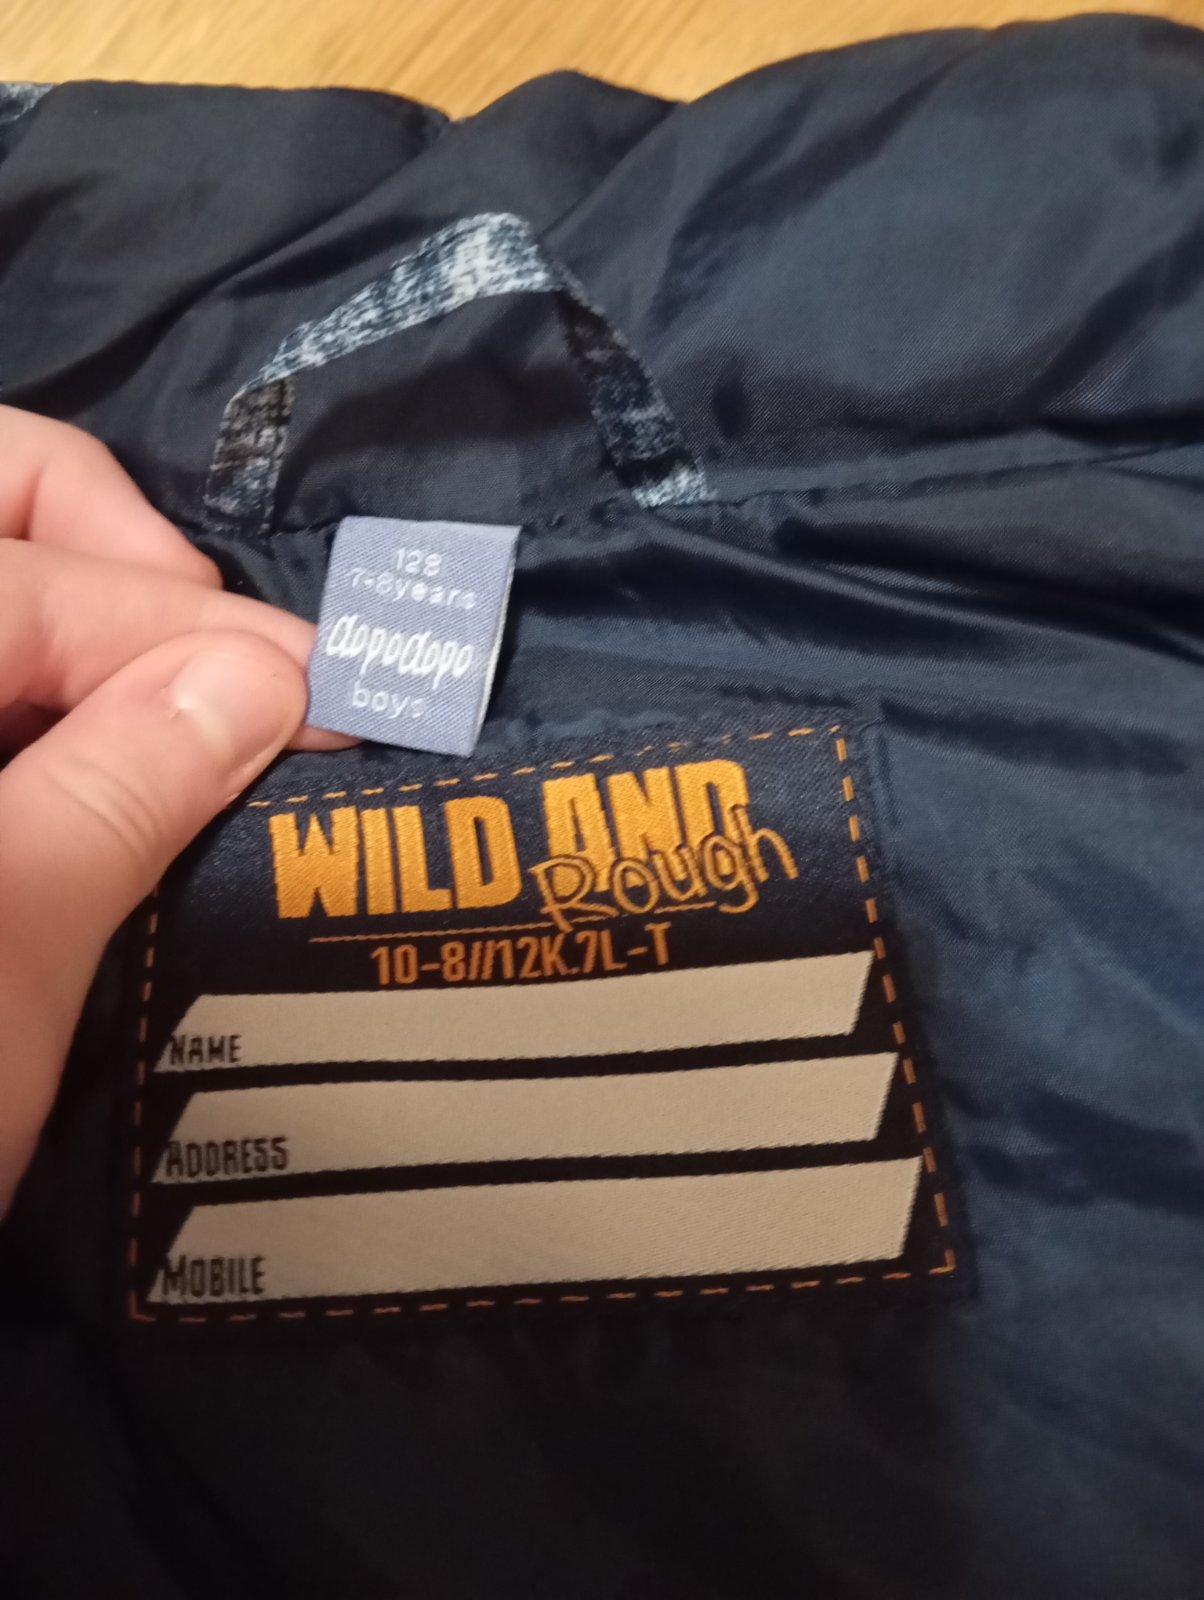 128
7-8years
dopodopo
boys
WILD AND
Rough
10-8//12K.7L-T
NAME
ADDRESS
MOBILE